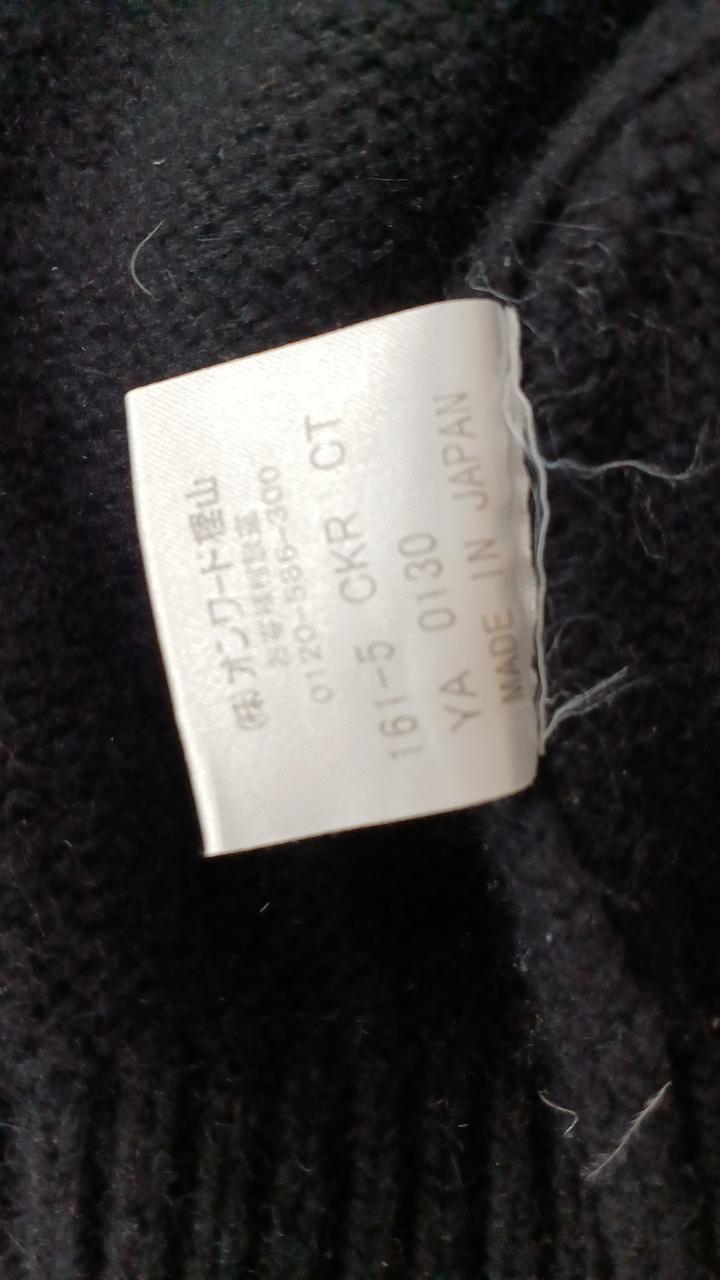 (株)オンワード樫山
お客様相談室
0120-586-300
161-5 CKR CT
YA 0130
MADE IN JAPAN